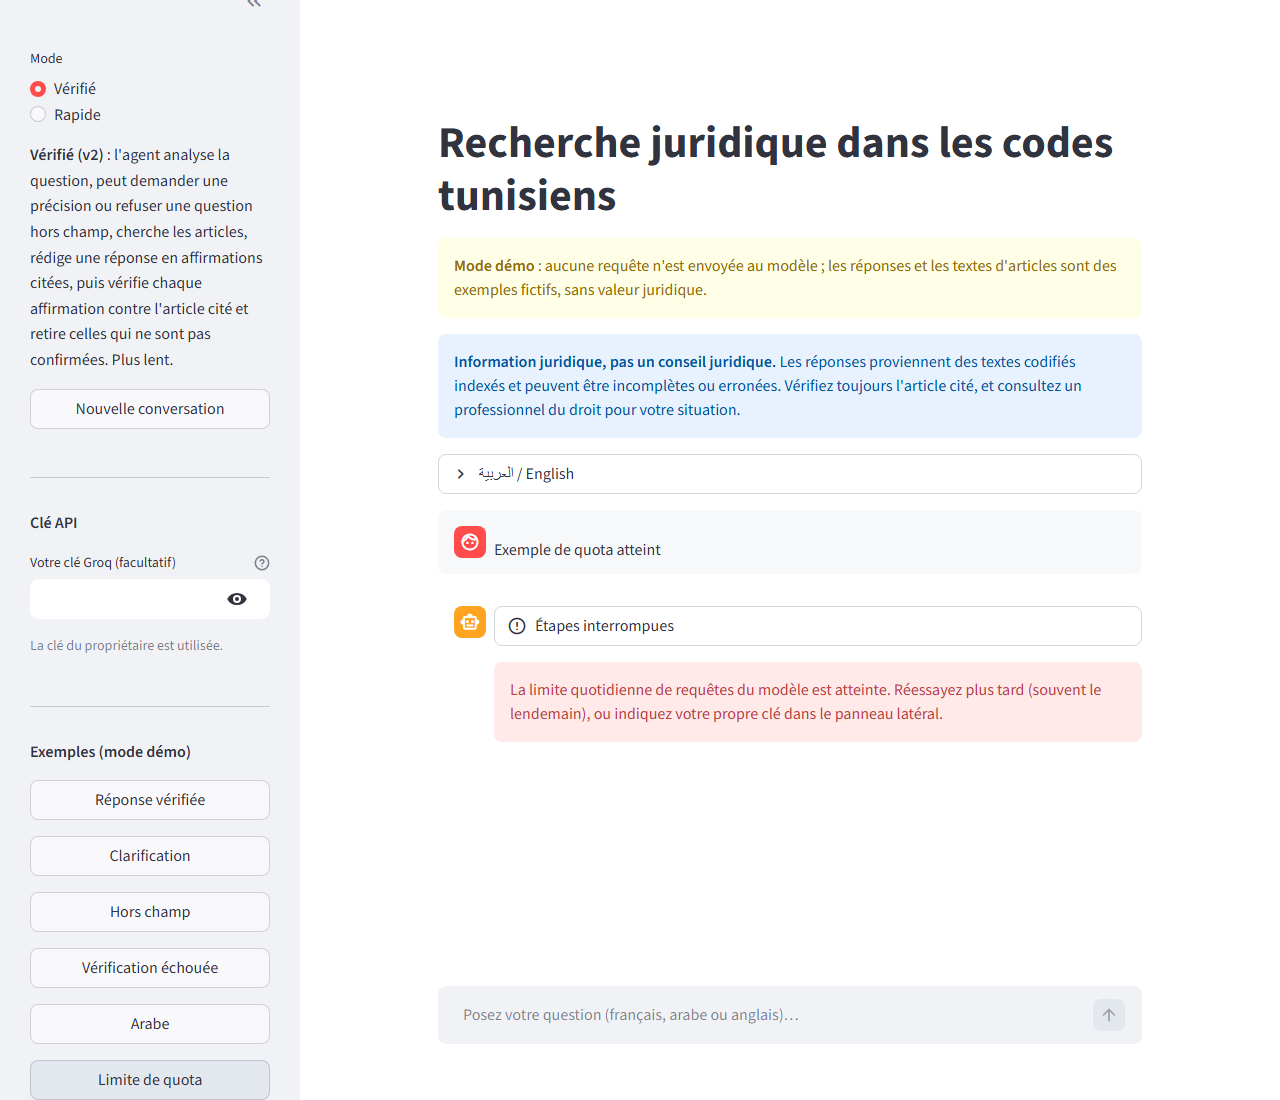 Mode
Vérifié
Rapide
Vérifié (v2) : l'agent analyse la
question, peut demander une
précision ou refuser une question
hors champ, cherche les articles,
rédige une réponse en affirmations
citées, puis vérifie chaque
affirmation contre l'article cité et
retire celles qui ne sont pas
confirmées. Plus lent.
Nouvelle conversation
Clé API
Votre clé Groq (facultatif)
La clé du propriétaire est utilisée.
Exemples (mode démo)
Réponse vérifiée
Clarification
Hors champ
Vérification échouée
Arabe
Limite de quota
Recherche juridique dans les codes
tunisiens
Mode démo : aucune requête n'est envoyée au modèle ; les réponses et les textes d'articles sont des
exemples fictifs, sans valeur juridique.
Information juridique, pas un conseil juridique. Les réponses proviennent des textes codifiés
indexés et peuvent être incomplètes ou erronées. Vérifiez toujours l'article cité, et consultez un
professionnel du droit pour votre situation.
العربية / English
Exemple de quota atteint
Étapes interrompues
La limite quotidienne de requêtes du modèle est atteinte. Réessayez plus tard (souvent le
lendemain), ou indiquez votre propre clé dans le panneau latéral.
Posez votre question (français, arabe ou anglais)…